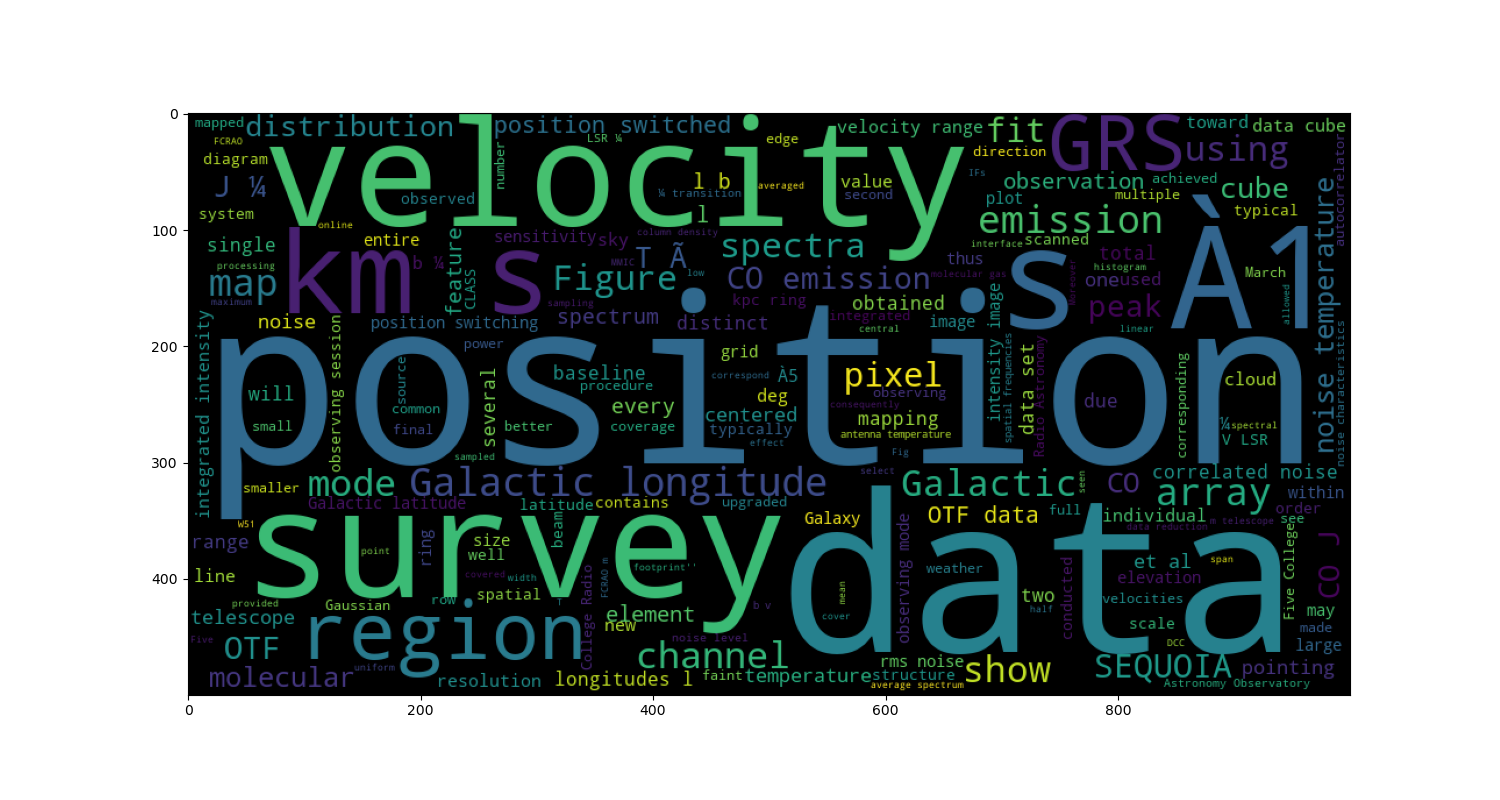 0
100
200
300
400
0
200
400
600
800
mapped
distribution
position switched
velocity range
fit
GRS
toward
data cube
FCRAO
LSR ¼
edge
direction
using
diagram
number
velocity
l b
value
IFs
observation
achieved
autocorrelator
J ¼
observed
¼ transition
averaged
second
plot
multiple
cube
system
online
l
emission
typical
single
entire
sensitivity
sky
column density
spectra
interface
scanned
total
b ¼
feature
T Ã
thus
histogram
processing
MMIC
low
CLASS
map
km s
Figure
CO emission
molecular gas
s
Moreover
one
used
March
À1
noise temperature
maximum
sampling
kpc ring
obtained
peak
allowed
noise
position switching
spectrum
distinct
integrated
central
image
intensity image
linear
integrated intensity
observing session
power
grid
position
baseline
correspond
À5
pixel
spatial frequencies
data set
Radio Astronomy
cloud
will
source
procedure
deg
observing
due
corresponding
common
several
every
centered
consequently
mapping
small
final
better
coverage
typically
antenna temperature
¼
spectral
V LSR
noise characteristics
sampled
effect
Fig
smaller
mode
Galactic longitude
select
Galactic
seen
CO
correlated noise
array
within
Galactic latitude
latitude
contains
upgraded
full
individual
order
W51
Galaxy
OTF data
data reduction
m telescope
see
survey
beam
observing mode
data
range
ring
size
well
point
Five College
CO J
line
covered
width
footprint''
weather
et al
span
elevation
spatial
College Radio
FCRAO m
mean
two
conducted
velocities
provided
Gaussian
row
f
element
b v
cover
half
scale
may
telescope
new
made
Five
OTF
region
noise level
channel
rms noise
show
DCC
large
molecular
uniform
resolution
longitudes l
faint
temperature
structure
average spectrum
SEQUOIA
pointing
Astronomy Observatory